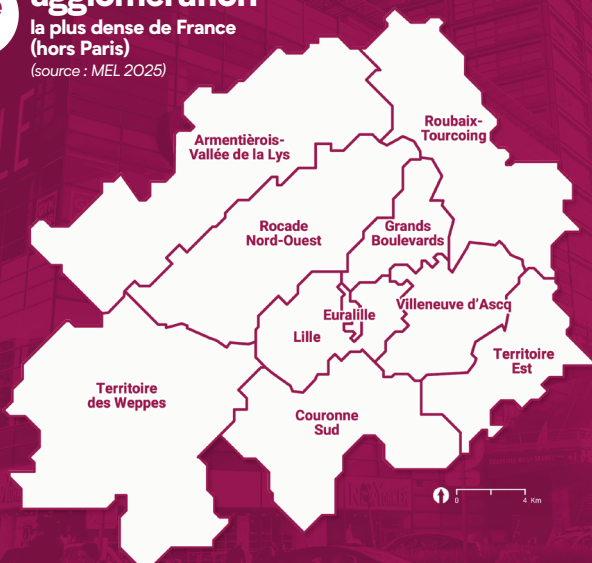 agglomération
la plus dense de France
(hors Paris)
(source : MEL 2025)
Roubaix-
Tourcoing
Armentièrois-
Vallée de la Lys
Rocade
Nord-Ouest
Grands
Boulevards
Villeneuve d'Ascq
Euralille
Lille
Territoire
Est
Territoire
des Weppes
Couronne
Sud
0 4 Km